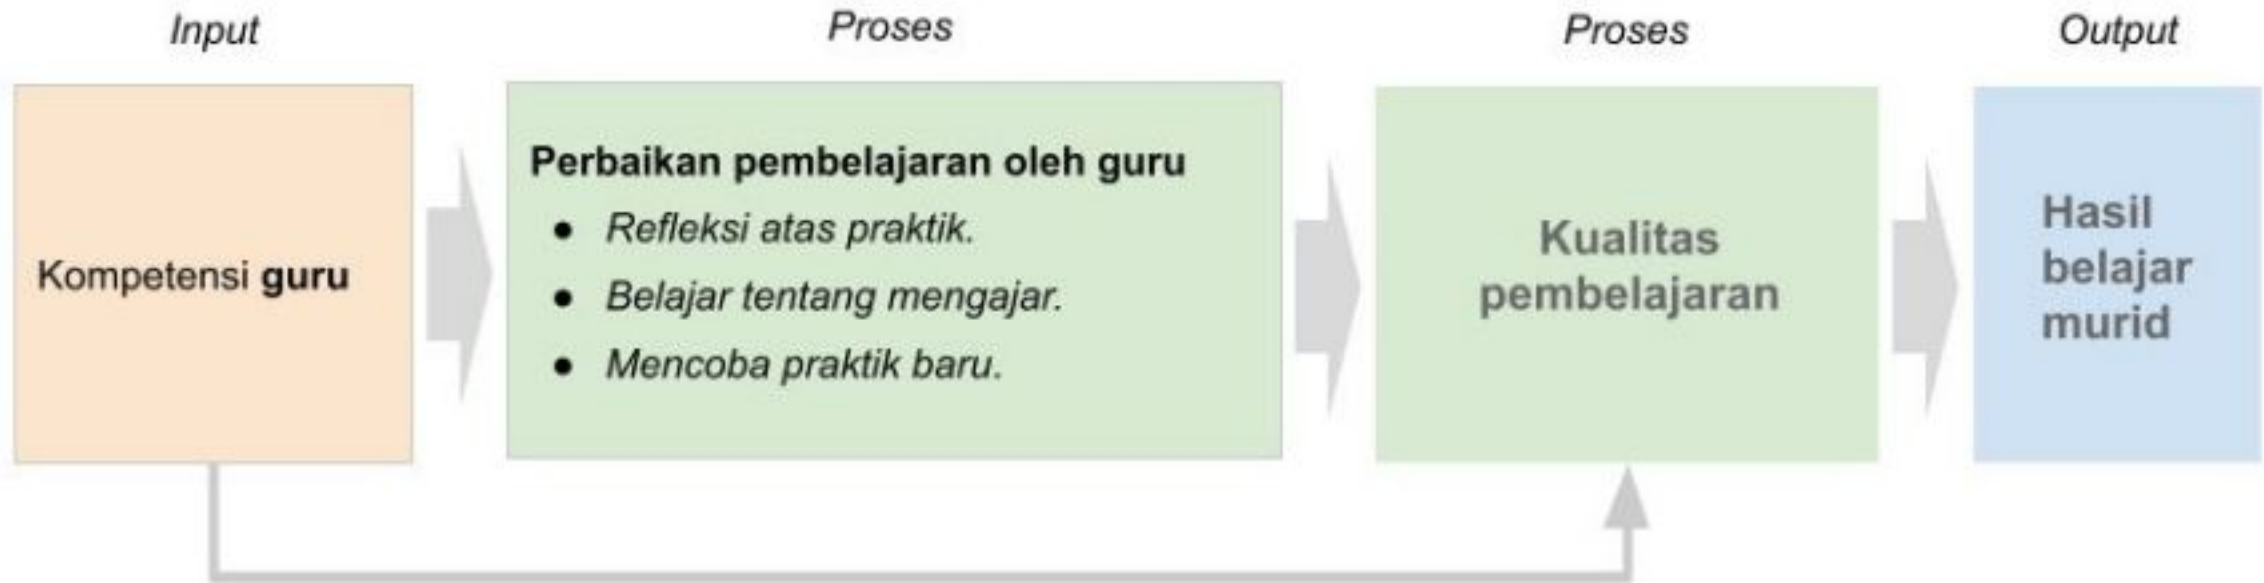 Input
Proses
Proses
Output
Kompetensi guru
Perbaikan pembelajaran oleh guru
● Refleksi atas praktik.
● Belajar tentang mengajar.
● Mencoba praktik baru.
Kualitas
pembelajaran
Hasil
belajar
murid